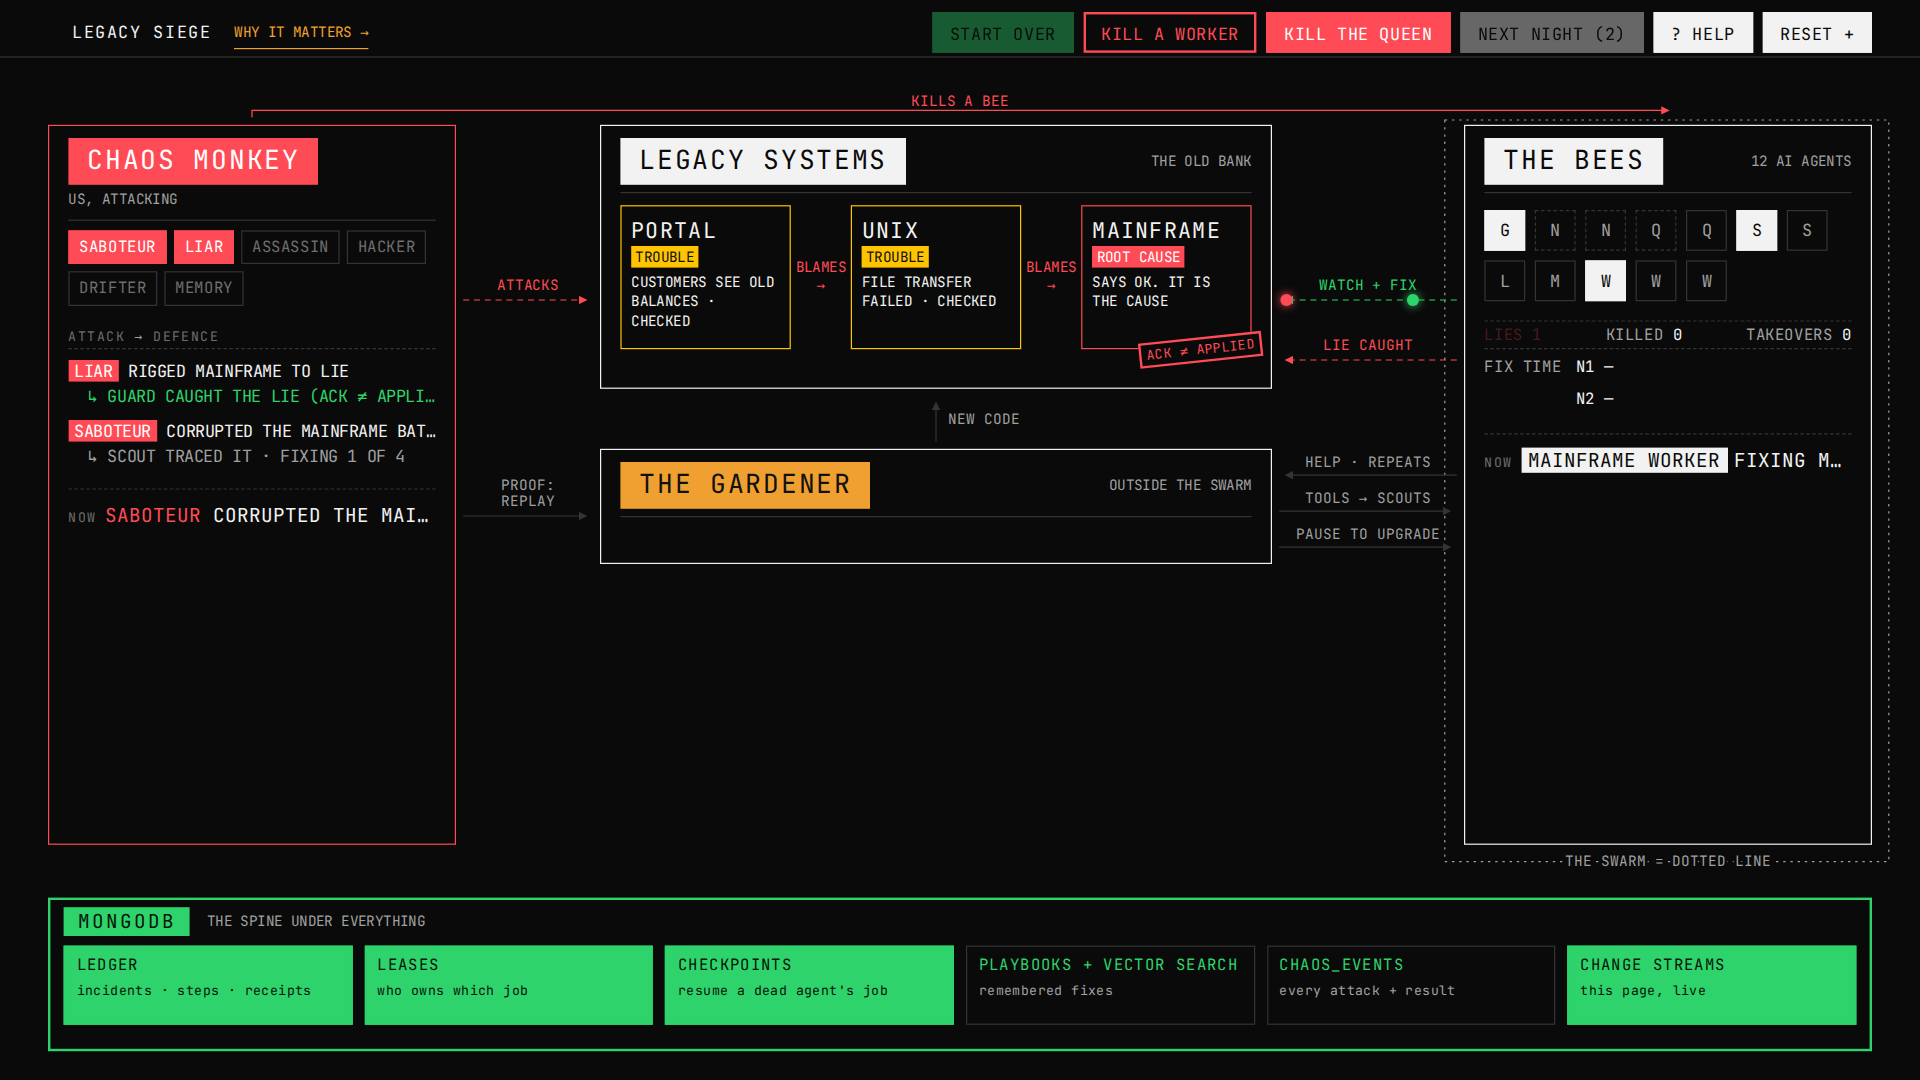 LEGACY SIEGE
WHY IT MATTERS →
START OVER
KILL A WORKER
KILL THE QUEEN
NEXT NIGHT (2)
? HELP
RESET +
KILLS A BEE
CHAOS MONKEY
US, ATTACKING
SABOTEUR
LIAR
ASSASSIN
HACKER
DRIFTER
MEMORY
ATTACK → DEFENCE
LIAR RIGGED MAINFRAME TO LIE
↳ GUARD CAUGHT THE LIE (ACK ≠ APPLI…
SABOTEUR CORRUPTED THE MAINFRAME BAT…
↳ SCOUT TRACED IT · FIXING 1 OF 4
NOW SABOTEUR CORRUPTED THE MAI…
ATTACKS
PROOF:
REPLAY
LEGACY SYSTEMS
THE OLD BANK
PORTAL
TROUBLE
CUSTOMERS SEE OLD
BALANCES ·
CHECKED
BLAMES
→
UNIX
TROUBLE
FILE TRANSFER
FAILED · CHECKED
BLAMES
→
MAINFRAME
ROOT CAUSE
SAYS OK. IT IS
THE CAUSE
ACK ≠ APPLIED
NEW CODE
THE GARDENER
OUTSIDE THE SWARM
WATCH + FIX
LIE CAUGHT
HELP · REPEATS
TOOLS → SCOUTS
PAUSE TO UPGRADE
THE BEES
12 AI AGENTS
G N N Q Q S S
L M W W W
LIES 1
KILLED 0
TAKEOVERS 0
FIX TIME N1 —
N2 —
NOW MAINFRAME WORKER FIXING M…
THE SWARM = DOTTED LINE
MONGODB
THE SPINE UNDER EVERYTHING
LEDGER
incidents · steps · receipts
LEASES
who owns which job
CHECKPOINTS
resume a dead agent's job
PLAYBOOKS + VECTOR SEARCH
remembered fixes
CHAOS_EVENTS
every attack + result
CHANGE STREAMS
this page, live